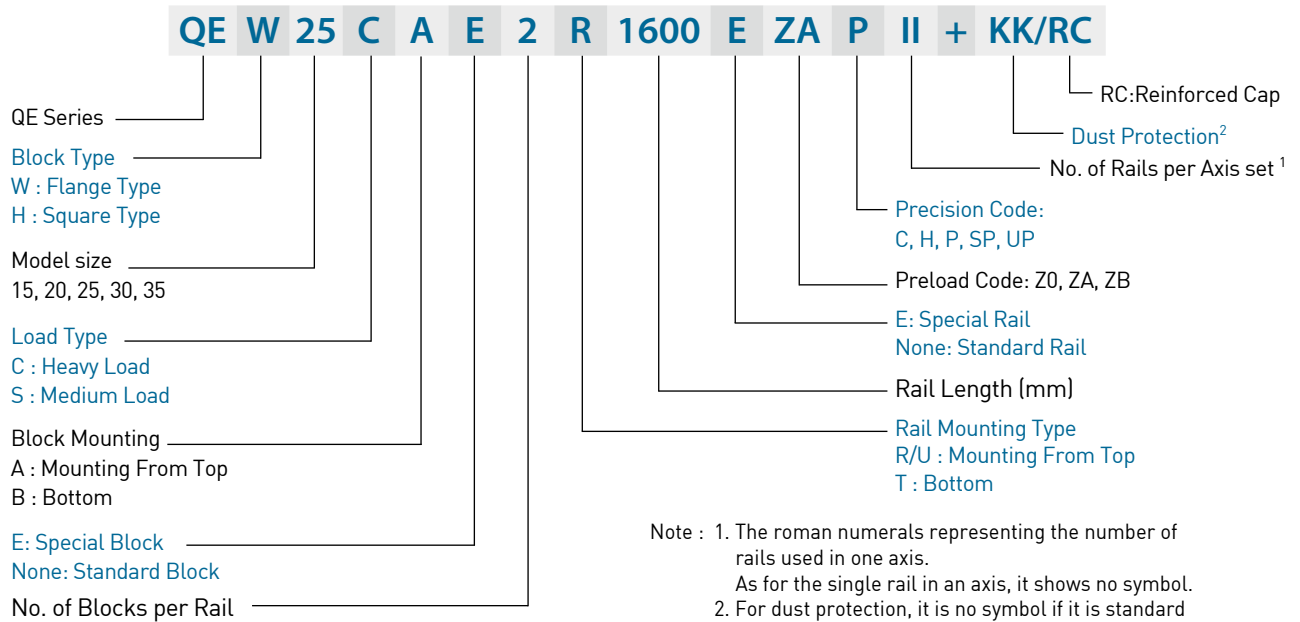 QE W 25 C A E 2 R 1600 E ZA P II + KK/RC
QE Series
Block Type
W : Flange Type
H : Square Type
Model size
15, 20, 25, 30, 35
Load Type
C : Heavy Load
S : Medium Load
Block Mounting
A : Mounting From Top
B : Bottom
E: Special Block
None: Standard Block
No. of Blocks per Rail
RC:Reinforced Cap
Dust Protection2
No. of Rails per Axis set 1
Precision Code:
C, H, P, SP, UP
Preload Code: Z0, ZA, ZB
E: Special Rail
None: Standard Rail
Rail Length (mm)
Rail Mounting Type
R/U : Mounting From Top
T : Bottom
Note : 1. The roman numerals representing the number of
rails used in one axis.
As for the single rail in an axis, it shows no symbol.
2. For dust protection, it is no symbol if it is standard